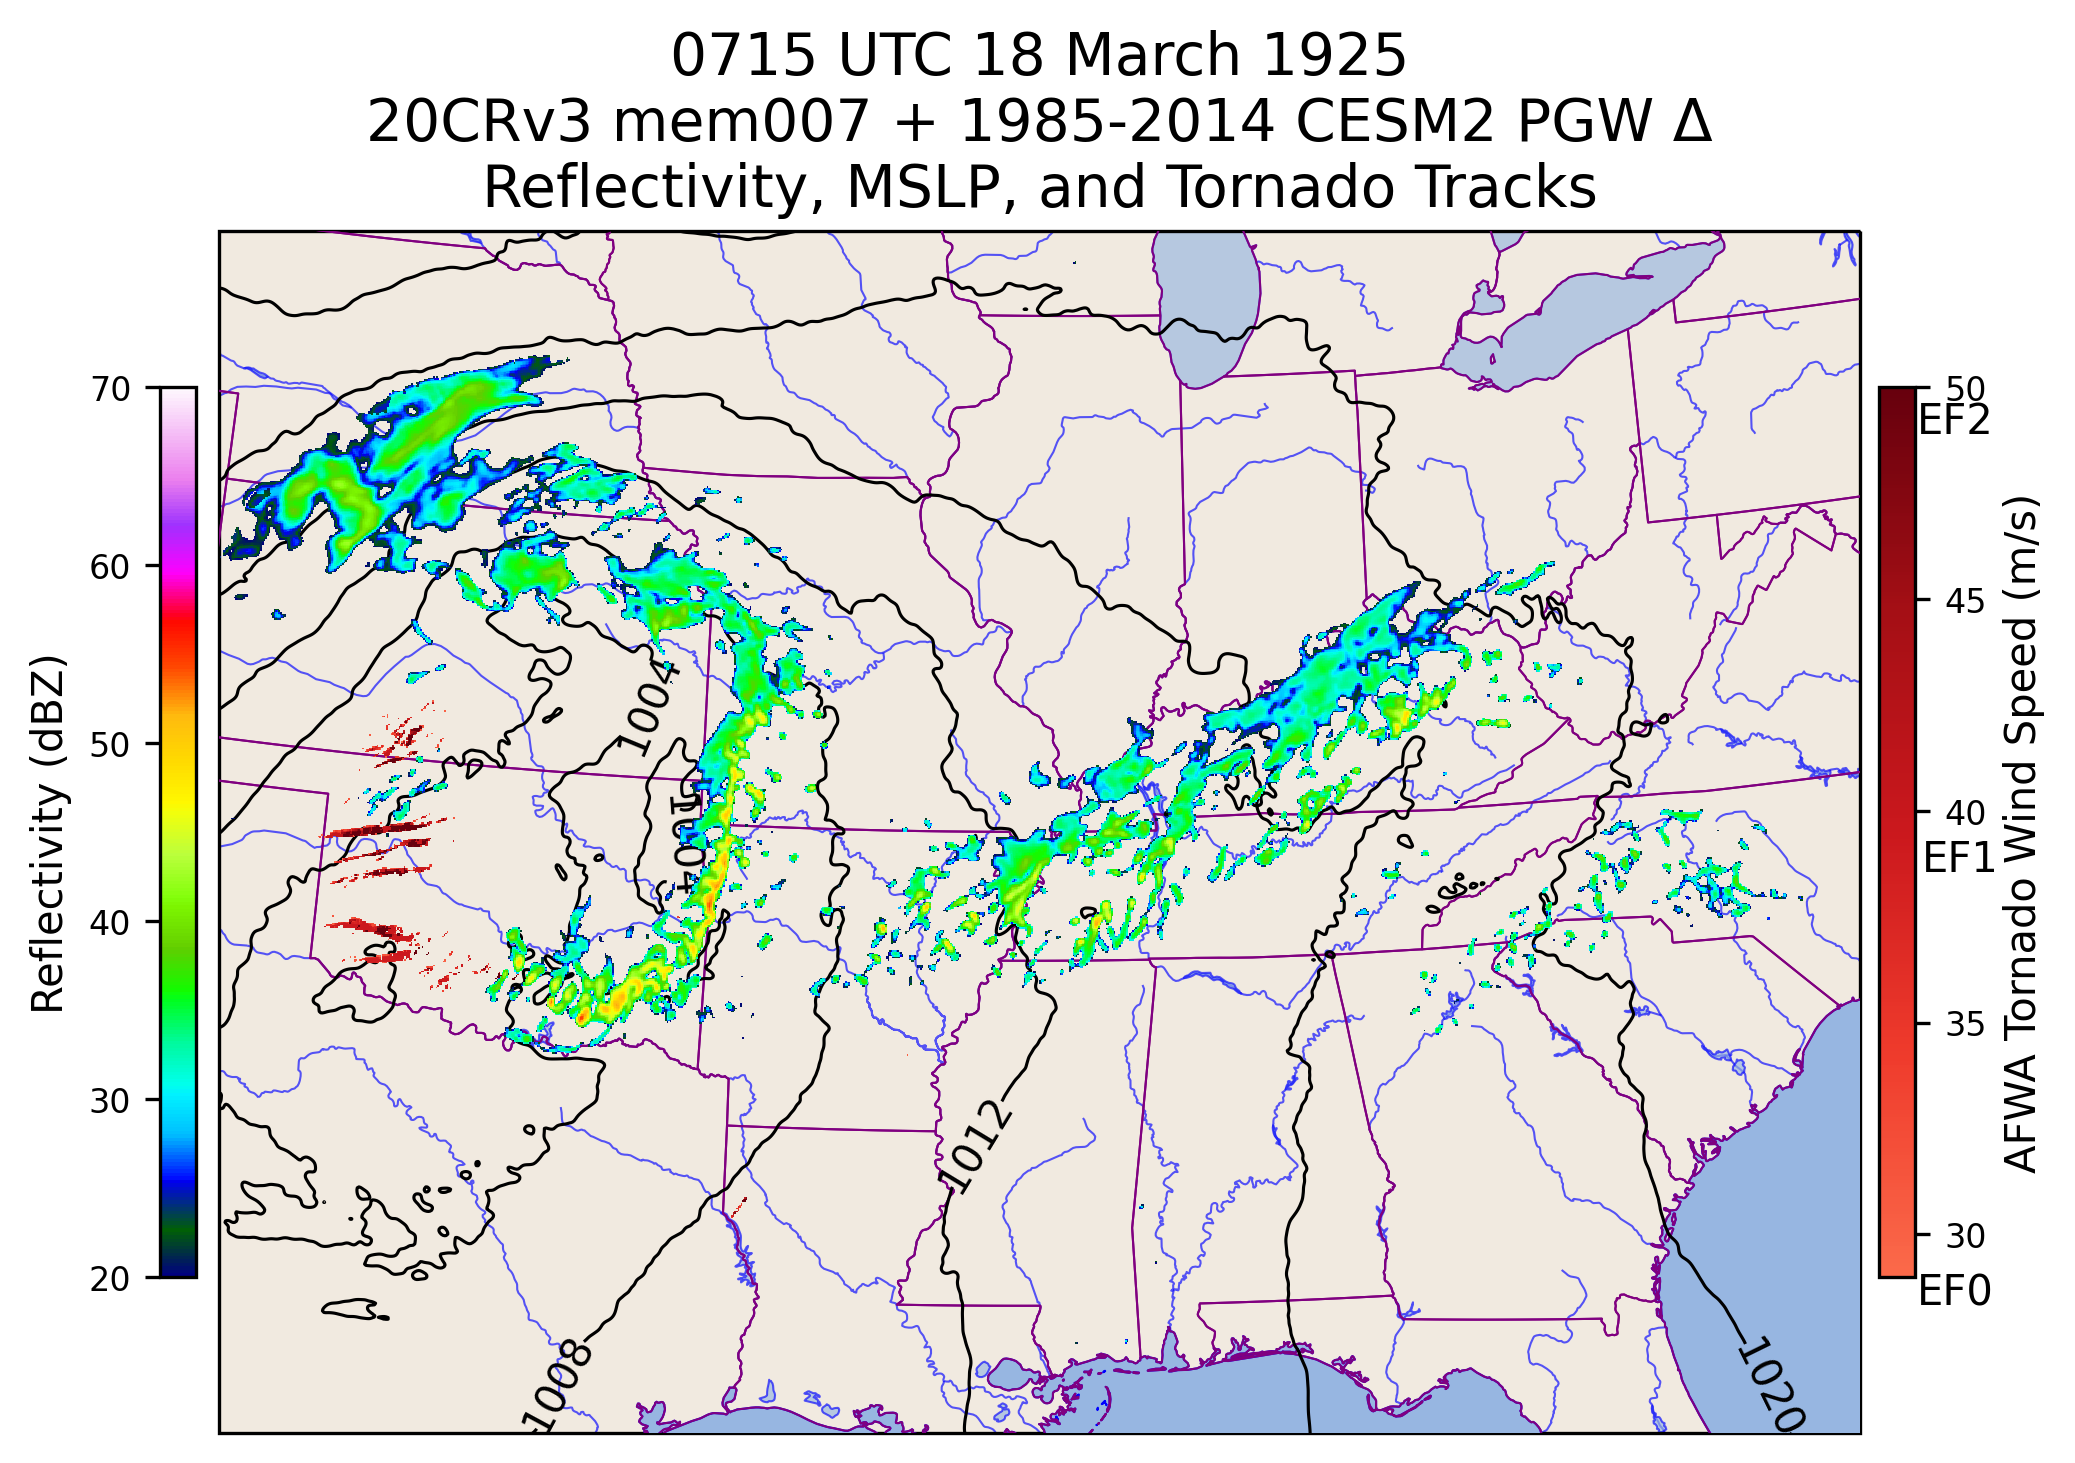 0715 UTC 18 March 1925
20CRv3 mem007 + 1985-2014 CESM2 PGW Δ
Reflectivity, MSLP, and Tornado Tracks
70
60
50
40
30
20
Reflectivity (dBZ)
1004
1004
1008
1012
1020
50
EF2
45
40
EF1
35
30
EF0
AFWA Tornado Wind Speed (m/s)